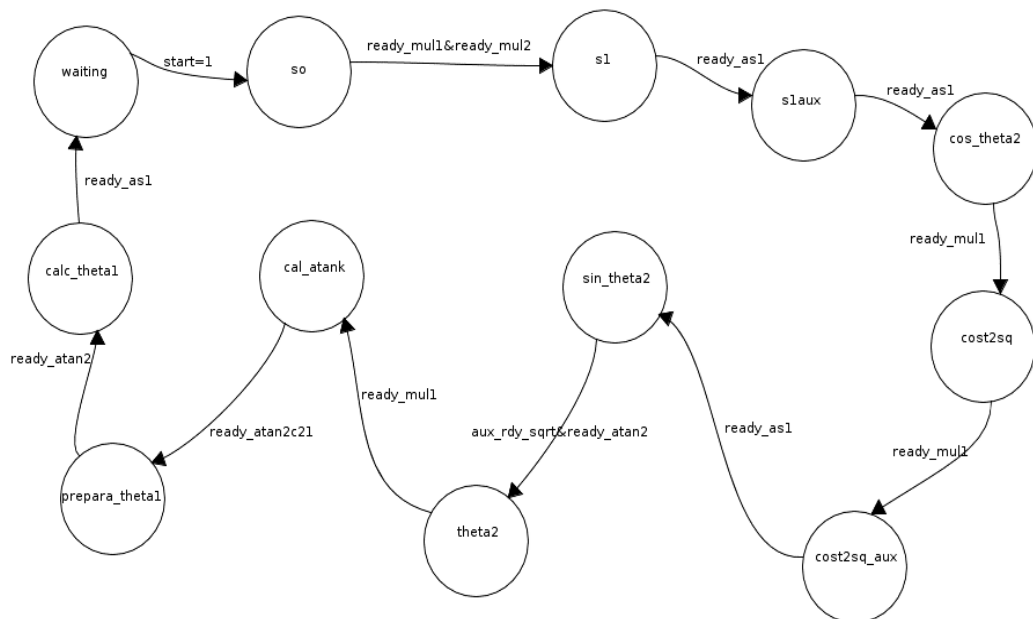 waiting
start=1
so
ready_mul1&ready_mul2
s1
ready_as1
s1aux
ready_as1
cos_theta2
ready_mul1
cost2sq
ready_mul1
cost2sq_aux
ready_as1
sin_theta2
aux_rdy_sqrt&ready_atan2
theta2
ready_mul1
cal_atank
ready_atan2c21
prepara_theta1
ready_atan2
calc_theta1
ready_as1